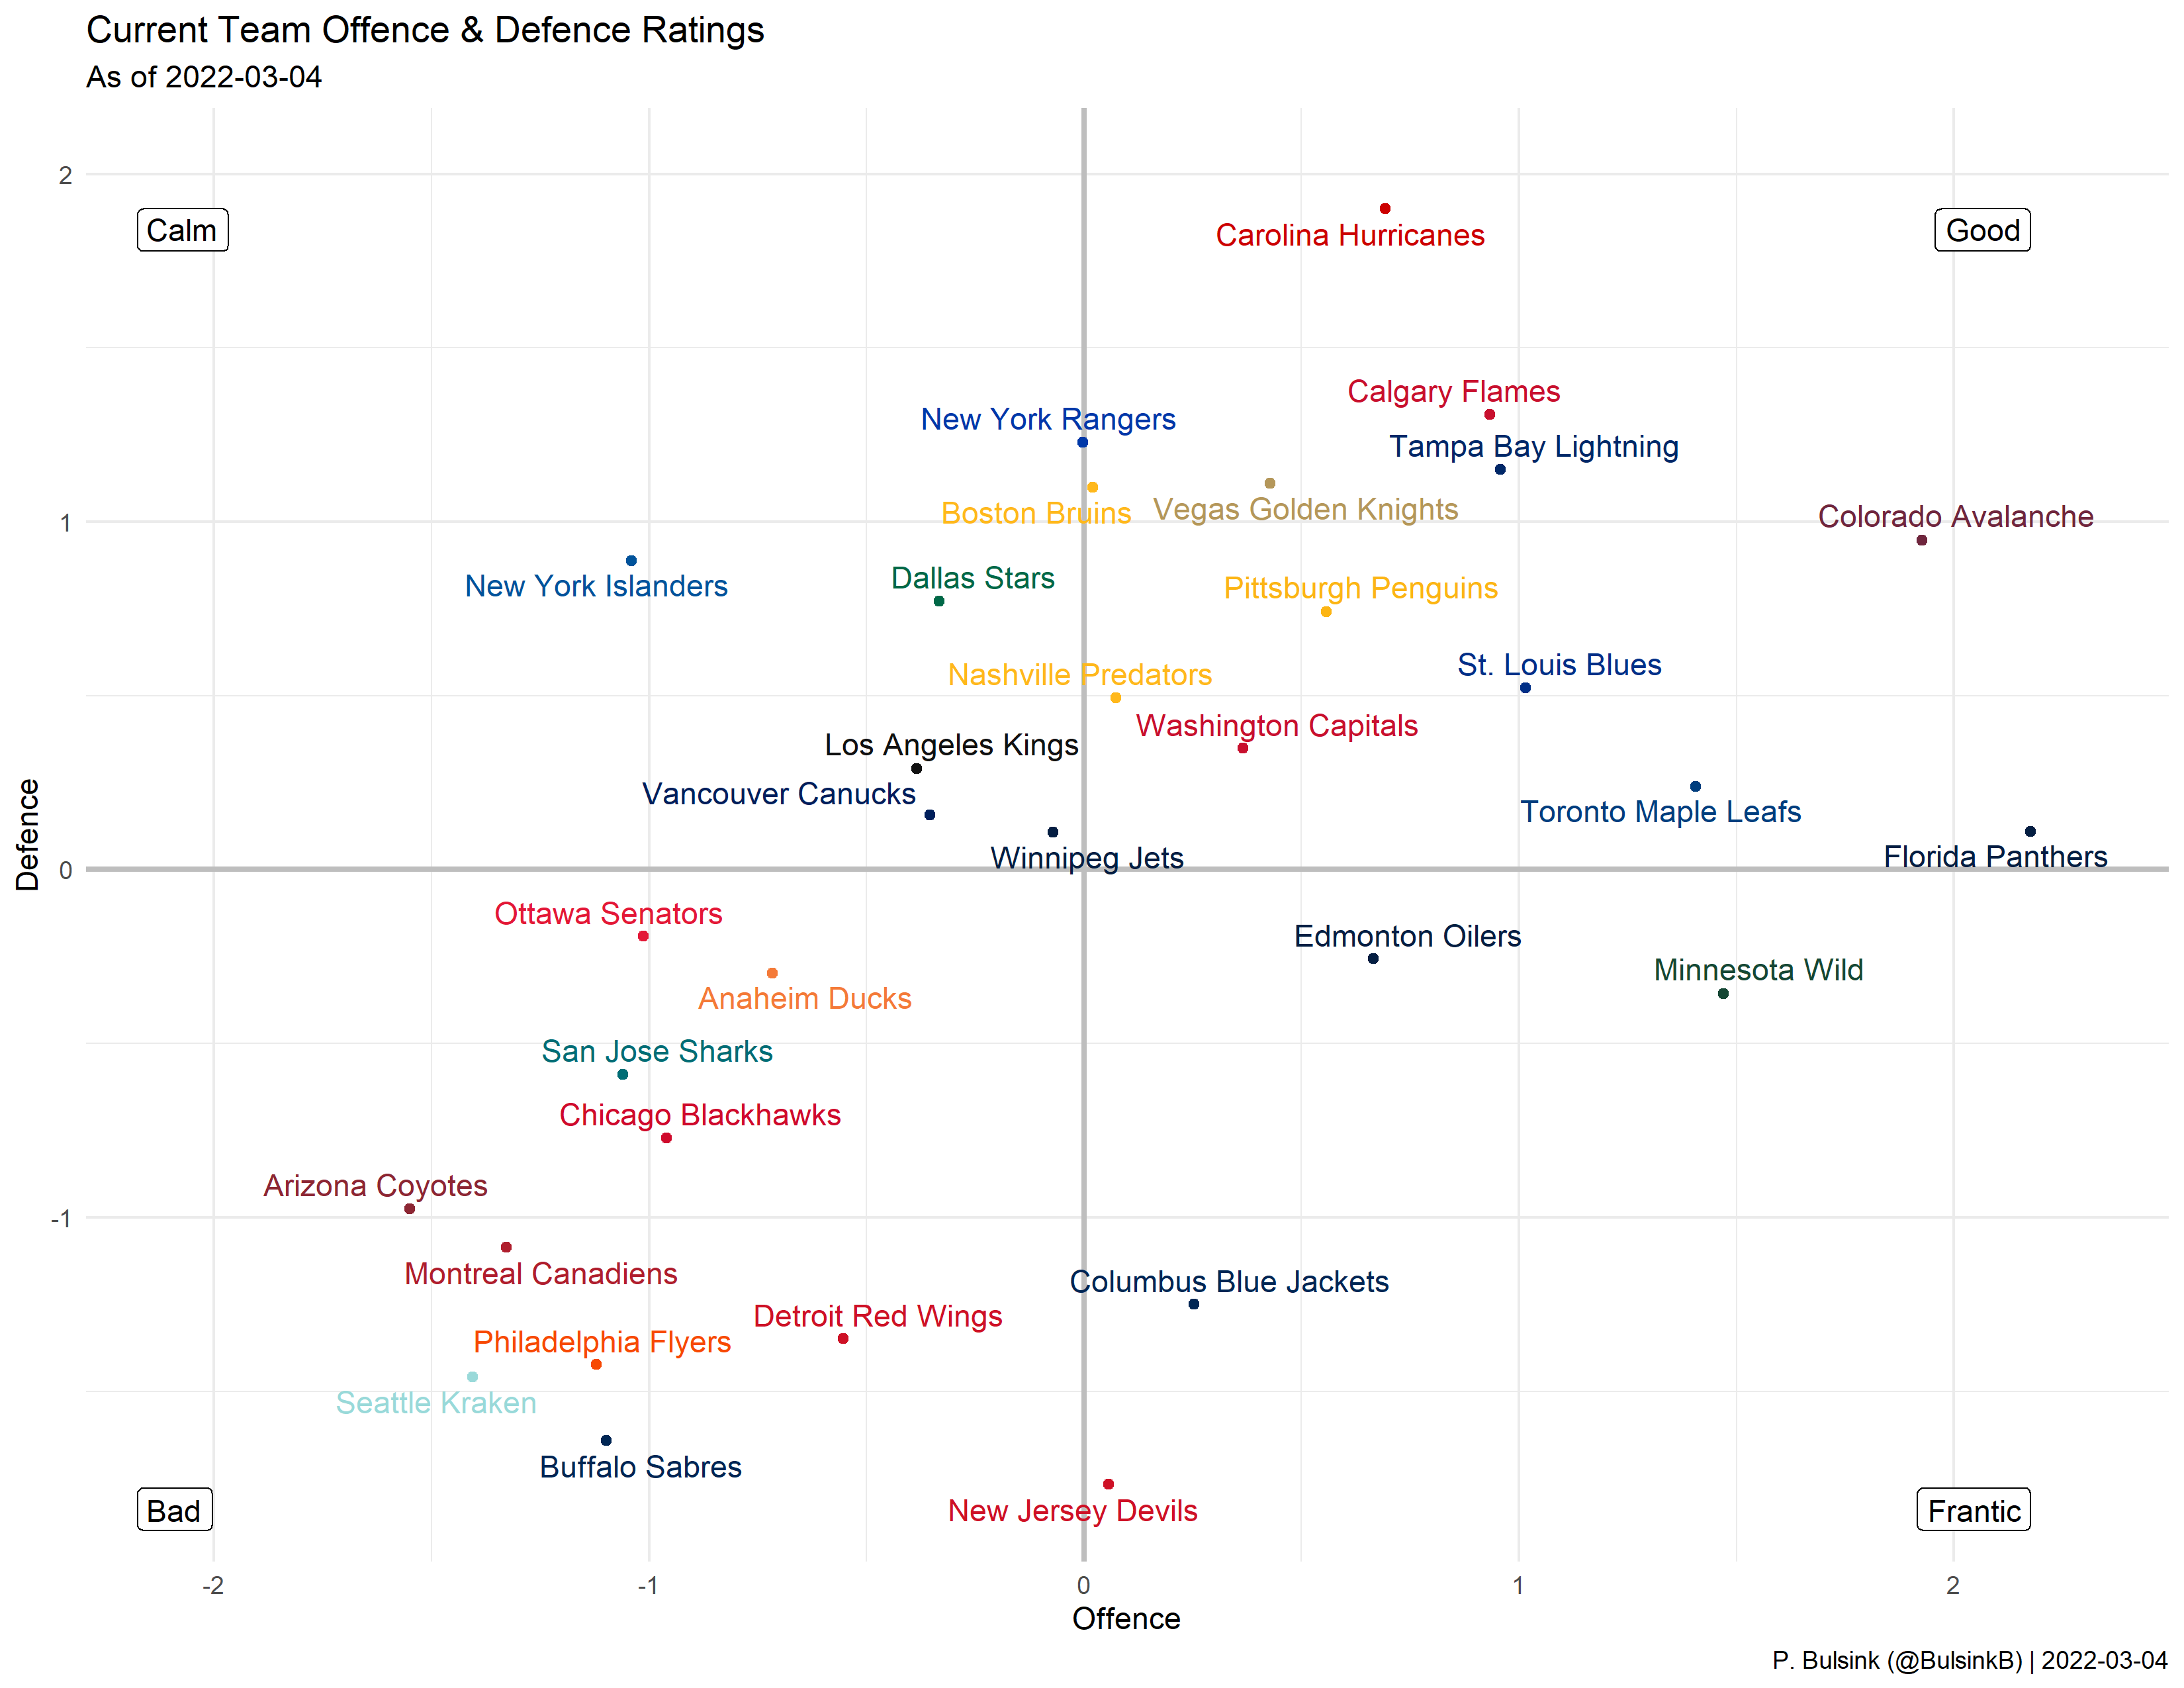 Current Team Offence & Defence Ratings
As of 2022-03-04
2
Calm
Carolina Hurricanes
Good
Calgary Flames
New York Rangers
Tampa Bay Lightning
Boston Bruins
Vegas Golden Knights
Colorado Avalanche
1
New York Islanders
Dallas Stars
Pittsburgh Penguins
Nashville Predators
St. Louis Blues
Washington Capitals
Los Angeles Kings
Vancouver Canucks
Toronto Maple Leafs
Winnipeg Jets
Florida Panthers
Defence
0
Ottawa Senators
Edmonton Oilers
Minnesota Wild
Anaheim Ducks
San Jose Sharks
Chicago Blackhawks
Arizona Coyotes
-1
Montreal Canadiens
Columbus Blue Jackets
Detroit Red Wings
Philadelphia Flyers
Seattle Kraken
Buffalo Sabres
Bad
New Jersey Devils
Frantic
-2
-1
0
1
2
Offence
P. Bulsink (@BulsinkB) | 2022-03-04